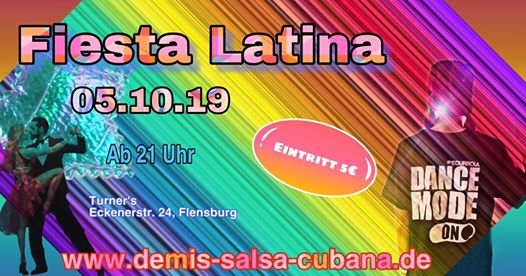 Fiesta Latina
05.10.19
Ab 21 Uhr
EINTRITT 5€
Turner's
Eckenerstr. 24, Flensburg
DANCE
MODE
ON
www.demis-salsa-cubana.de